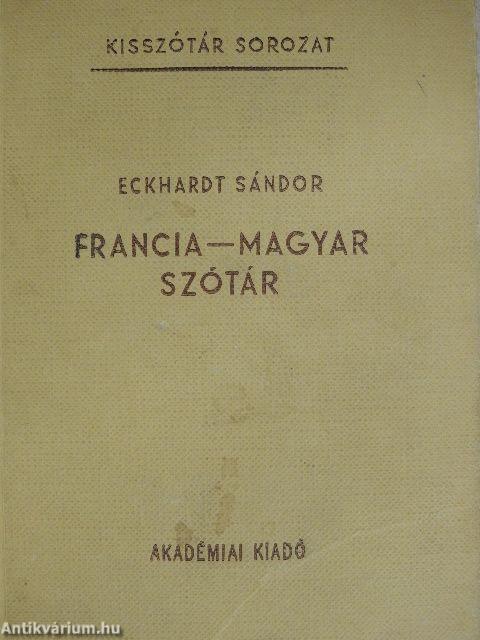 KISSZÓTÁR SOROZAT
ECKHARDT SÁNDOR
FRANCIA—MAGYAR
SZÓTÁR
AKADÉMIAI KIADÓ
Antikvárium.hu